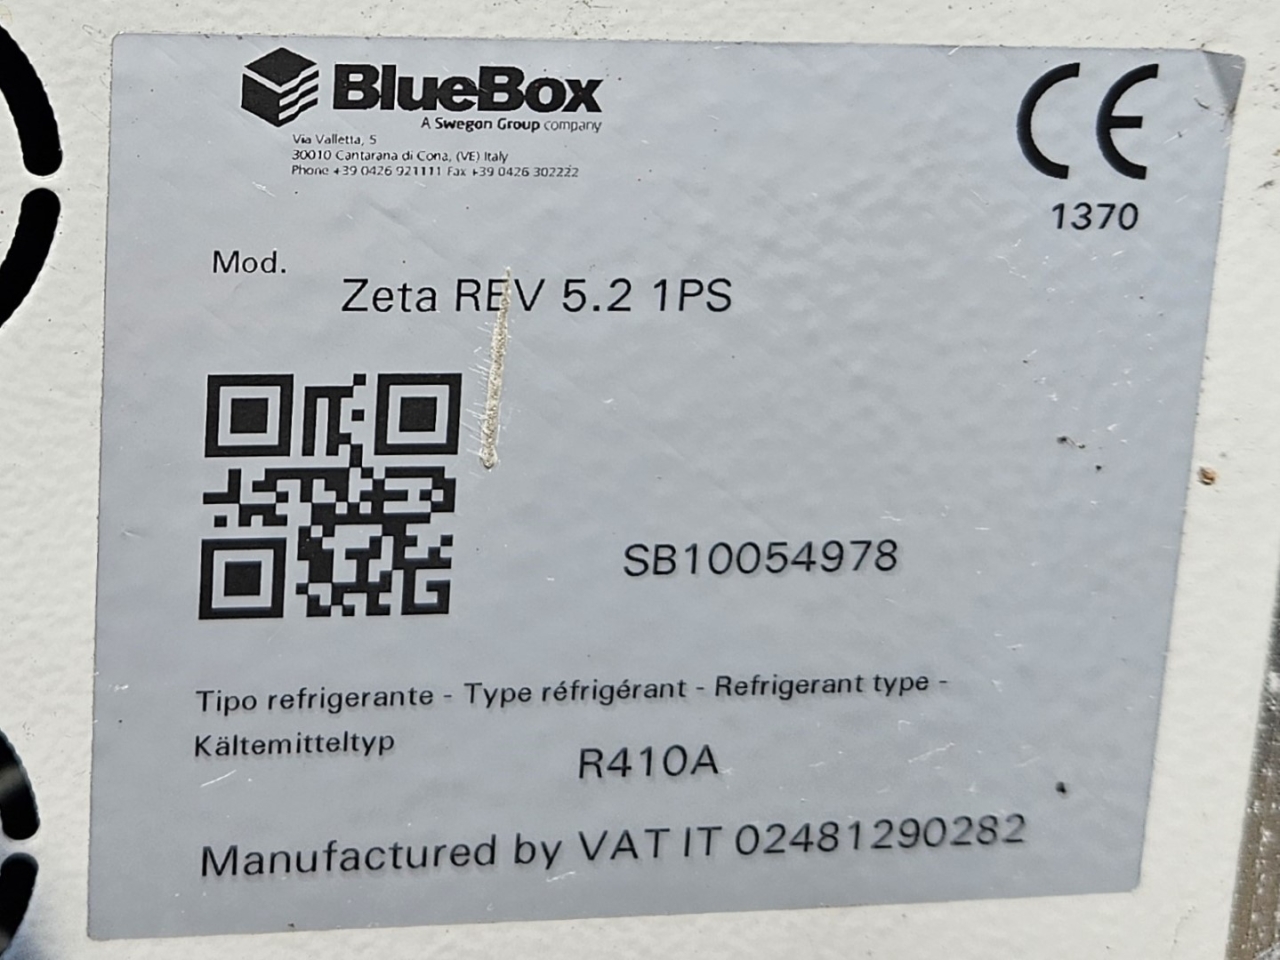 BlueBox
A Swegon Group company
Via Valletta, 5
30010 Cantarana di Cona, (VE) Italy
Phone +39 0426 921111 Fax +39 0426 302222
CE
1370
Mod.
Zeta REV 5.2 1PS
SB10054978
Tipo refrigerante - Type réfrigérant - Refrigerant type -
Kältemitteltyp
R410A
Manufactured by VAT IT 02481290282